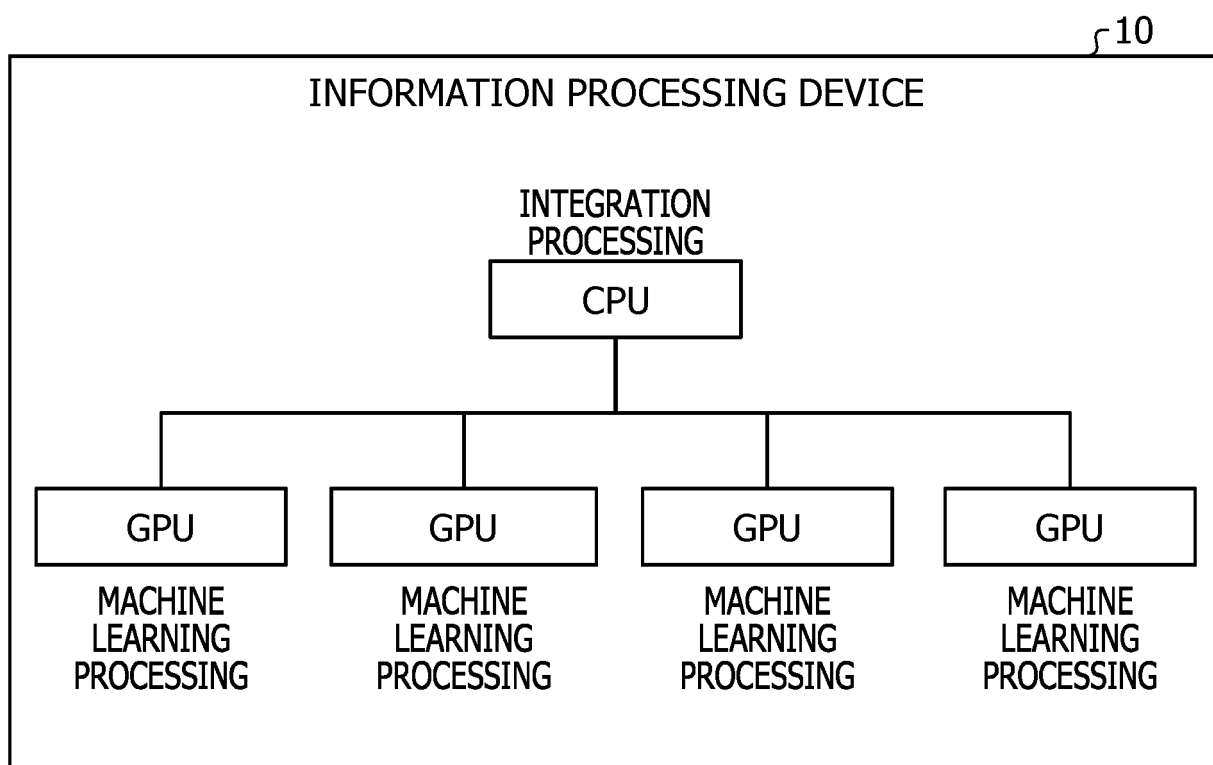 10
INFORMATION PROCESSING DEVICE
INTEGRATION
PROCESSING
CPU
GPU
GPU
GPU
GPU
MACHINE
LEARNING
PROCESSING
MACHINE
LEARNING
PROCESSING
MACHINE
LEARNING
PROCESSING
MACHINE
LEARNING
PROCESSING